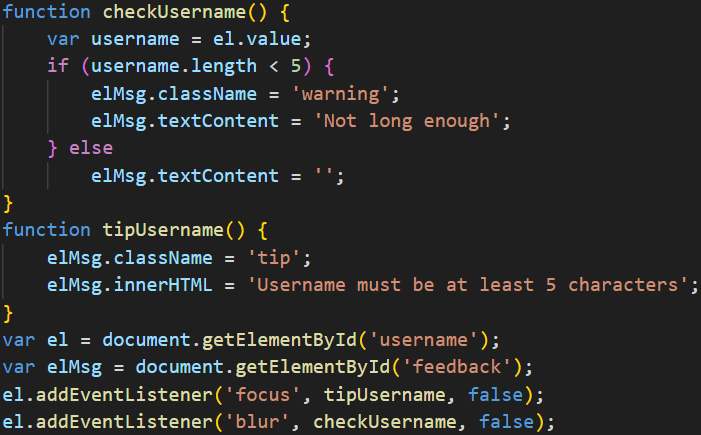 function checkUsername() {
    var username = el.value;
    if (username.length < 5) {
        elMsg.className = 'warning';
        elMsg.textContent = 'Not long enough';
    } else
        elMsg.textContent = '';
}
function tipUsername() {
    elMsg.className = 'tip';
    elMsg.innerHTML = 'Username must be at least 5 characters';
}
var el = document.getElementById('username');
var elMsg = document.getElementById('feedback');
el.addEventListener('focus', tipUsername, false);
el.addEventListener('blur', checkUsername, false);